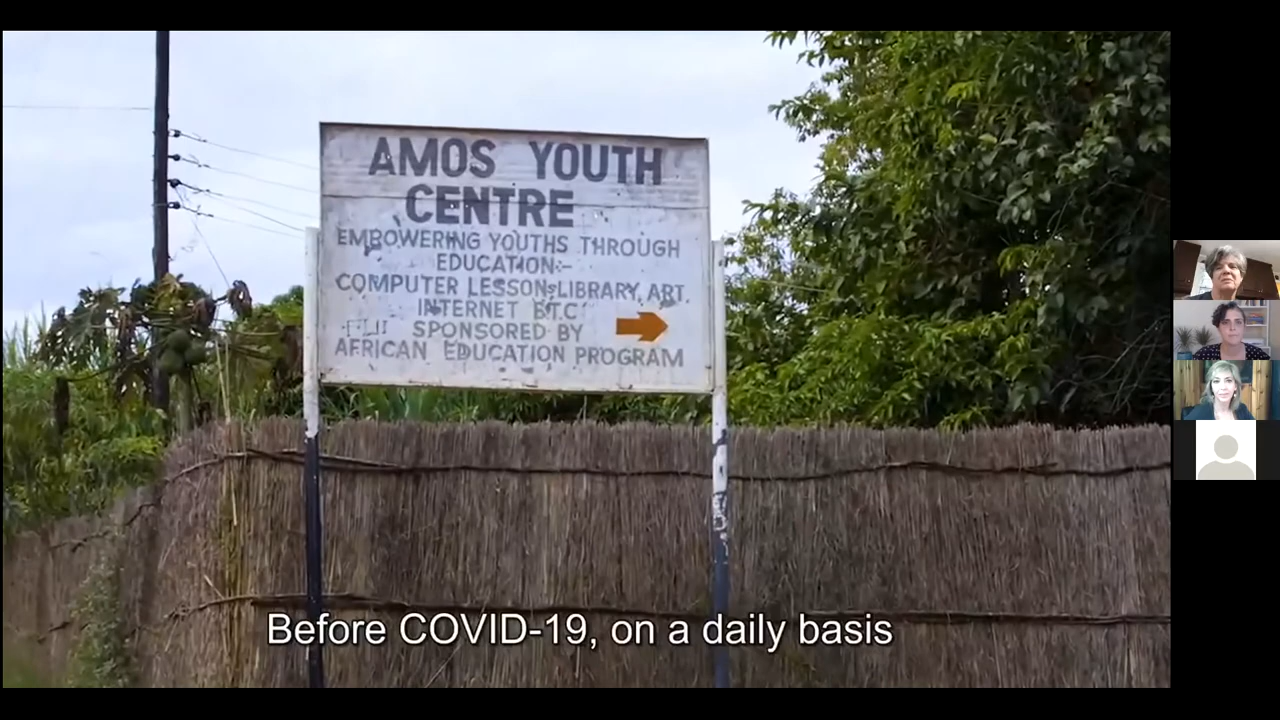 AMOS YOUTH
CENTRE
EMPOWERING YOUTHS THROUGH
EDUCATION:-
COMPUTER LESSONS, LIBRARY, ART,
INTERNET E.T.C
SPONSORED BY
AFRICAN EDUCATION PROGRAM
Before COVID-19, on a daily basis